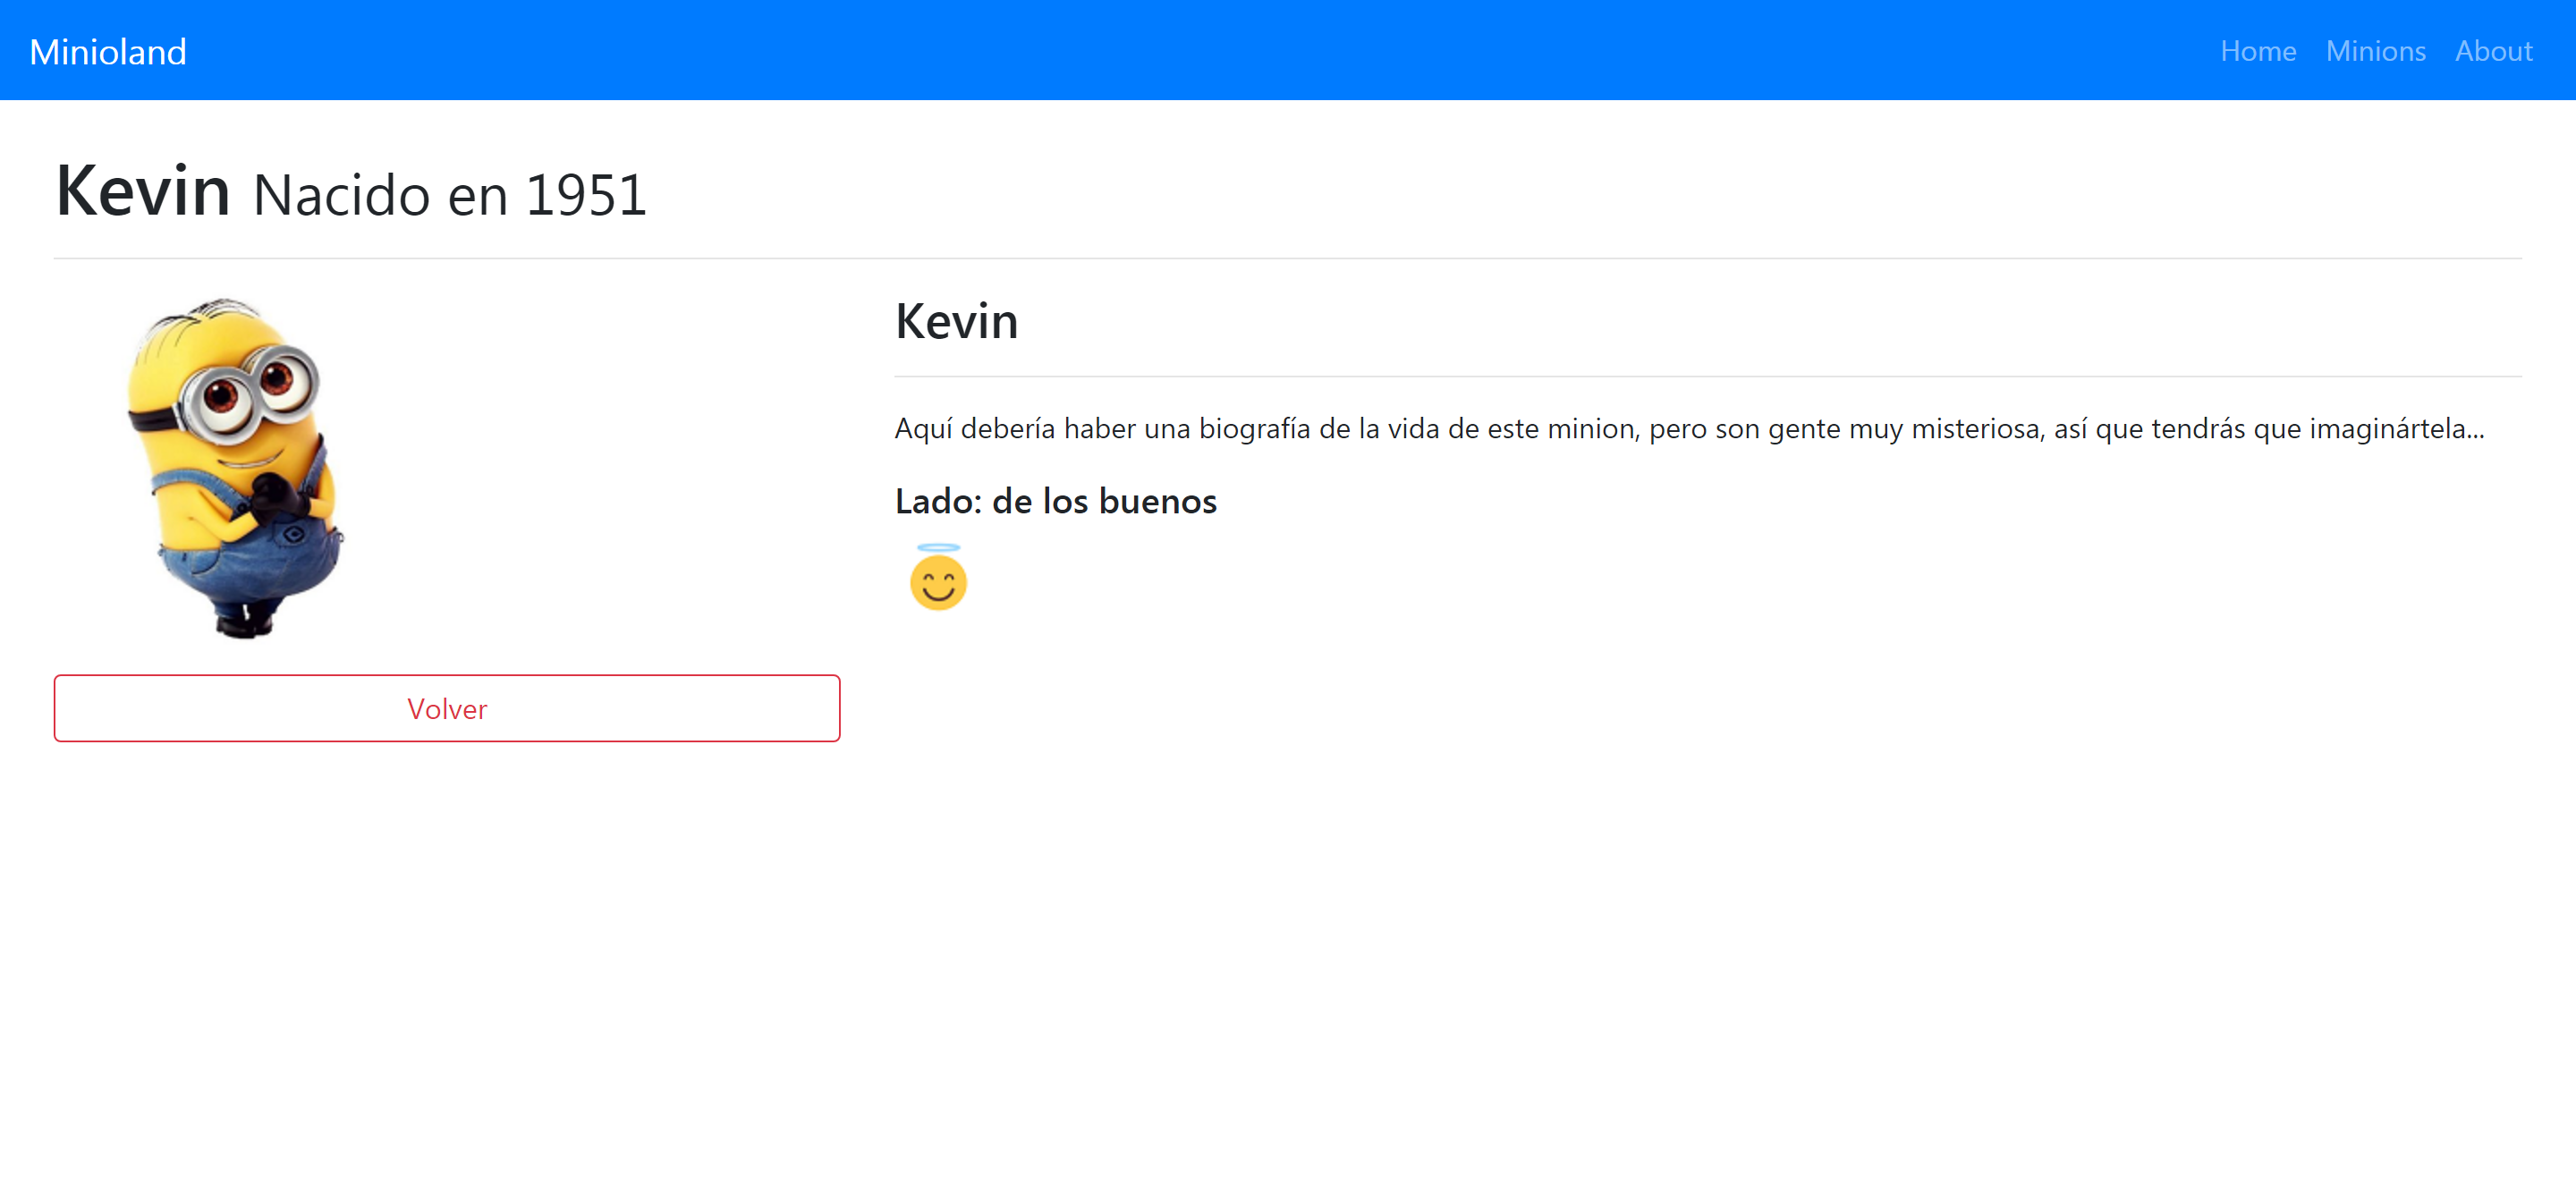 Minioland
Home Minions About
Kevin Nacido en 1951
Kevin
Aquí debería haber una biografía de la vida de este minion, pero son gente muy misteriosa, así que tendrás que imaginártela...
Lado: de los buenos
Volver